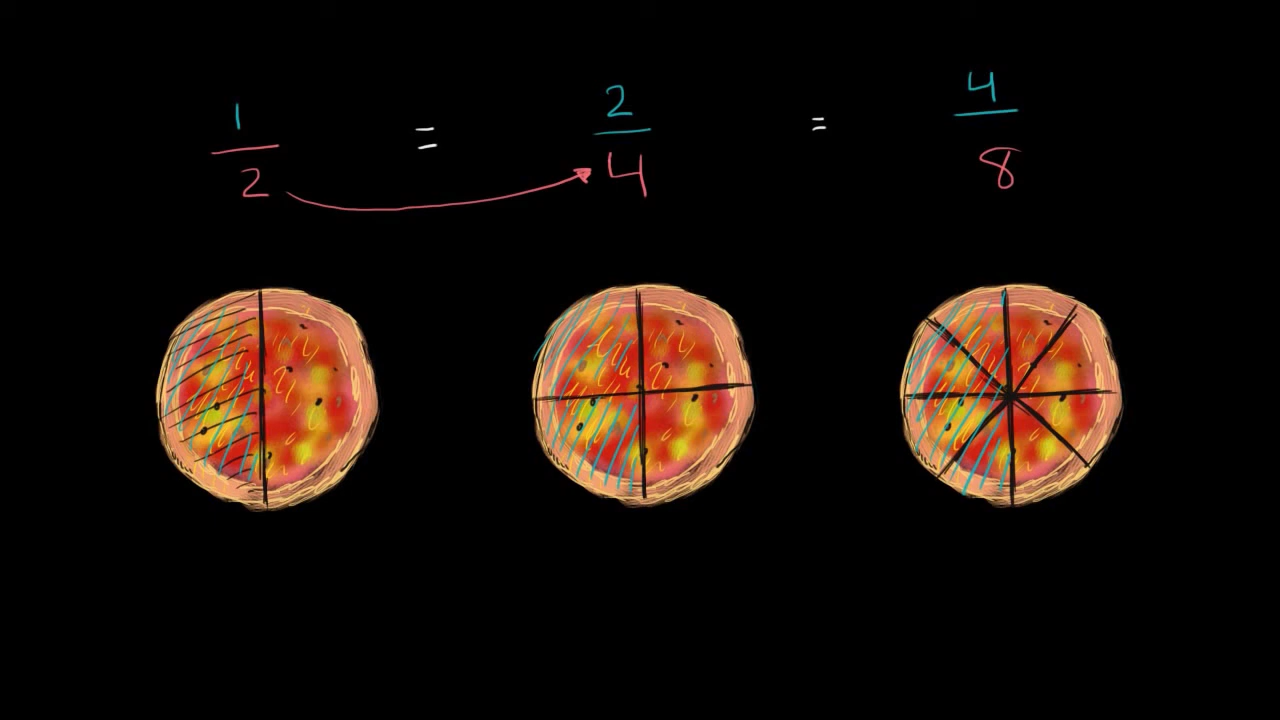 1/2 = 2/4 = 4/8